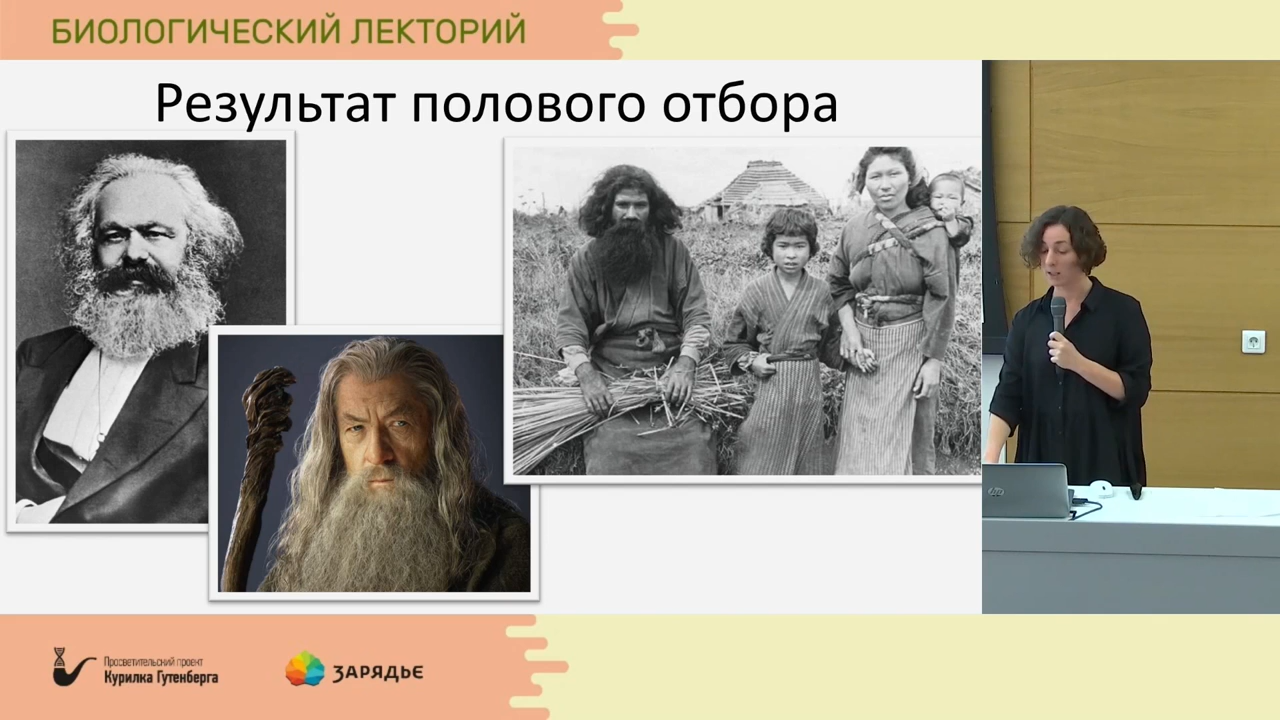 БИОЛОГИЧЕСКИЙ ЛЕКТОРИЙ
Результат полового отбора
Просветительский проект
Курилка Гутенберга
ЗАРЯДЬЕ